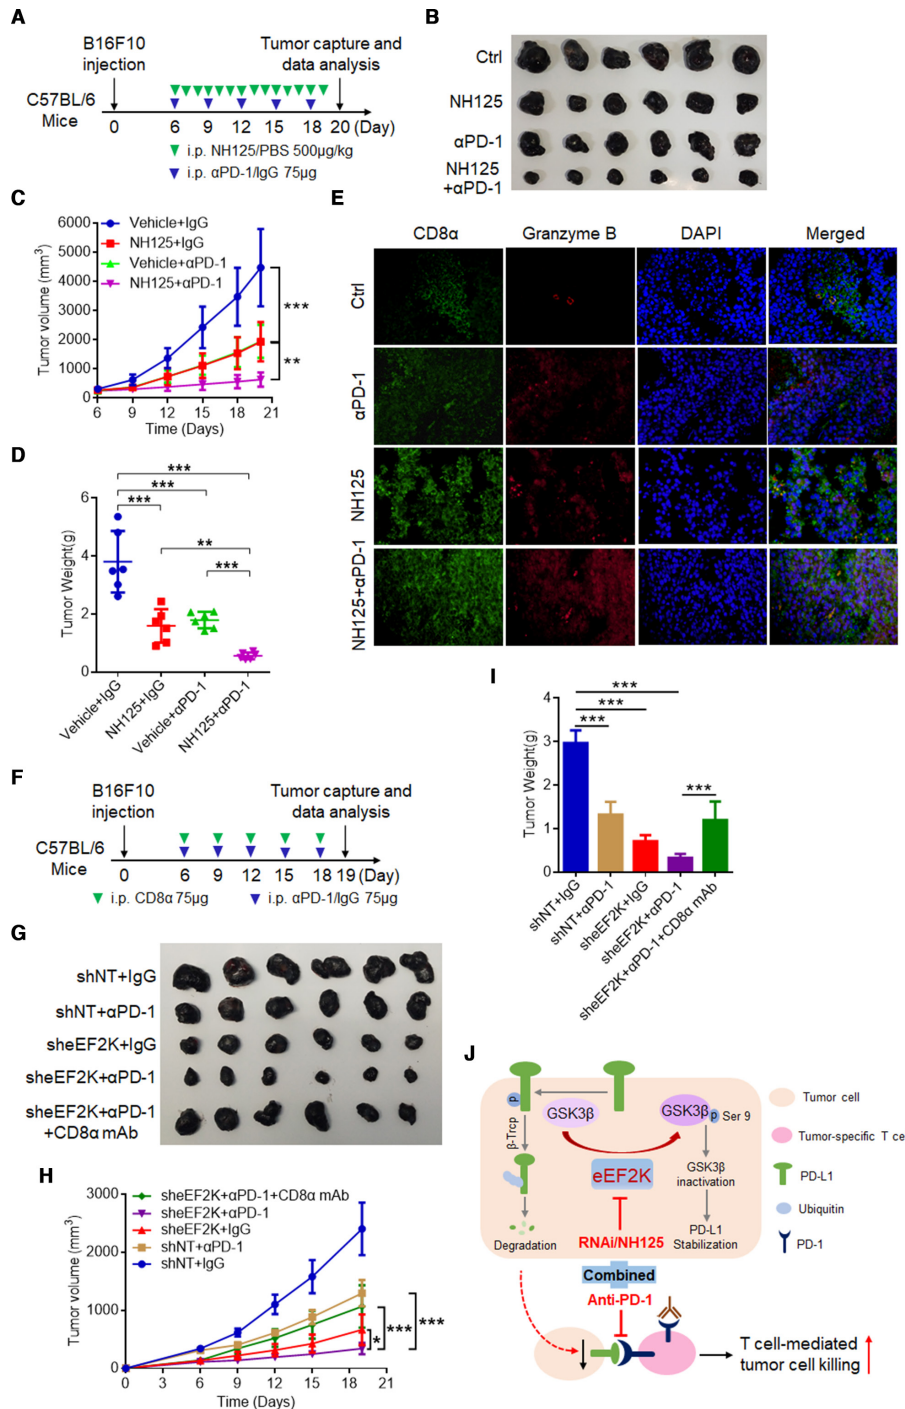 A
B16F10
injection
Tumor capture and
data analysis
C57BL/6
Mice
0
6
9
12
15
18
20 (Day)
i.p. NH125/PBS 500μg/kg
i.p. αPD-1/IgG 75μg
B
Ctrl
NH125
αPD-1
NH125
+αPD-1
C
Tumor volume (mm³)
6000
5000
4000
3000
2000
1000
0
Vehicle+IgG
NH125+IgG
Vehicle+αPD-1
NH125+αPD-1
***
**
6 9 12 15 18 21
Time (Days)
D
***
***
***
**
***
Tumor Weight(g)
6
4
2
0
Vehicle+IgG
NH125+IgG
Vehicle+αPD-1
NH125+αPD-1
E
CD8α
Granzyme B
DAPI
Merged
Ctrl
αPD-1
NH125
NH125+αPD-1
F
B16F10
injection
Tumor capture and
data analysis
C57BL/6
Mice
0
6
9
12
15
18
19 (Day)
i.p. CD8α 75μg
i.p. αPD-1/IgG 75μg
G
shNT+IgG
shNT+αPD-1
sheEF2K+IgG
sheEF2K+αPD-1
sheEF2K+αPD-1
+CD8α mAb
H
Tumor volume (mm³)
3000
2000
1000
0
sheEF2K+αPD-1+CD8α mAb
sheEF2K+αPD-1
sheEF2K+IgG
shNT+αPD-1
shNT+IgG
*
***
***
0 3 6 9 12 15 18 21
Time (Days)
I
***
***
***
***
Tumor Weight(g)
4
3
2
1
0
shNT+IgG
shNT+αPD-1
sheEF2K+IgG
sheEF2K+αPD-1
sheEF2K+αPD-1+CD8α mAb
J
p
GSK3β
GSK3β
p
Ser 9
β-Trcp
eEF2K
GSK3β
inactivation
PD-L1
Stabilization
Degradation
RNAi/NH125
Combined
Anti-PD-1
Tumor cell
Tumor-specific T ce
PD-L1
Ubiquitin
PD-1
T cell-mediated
tumor cell killing